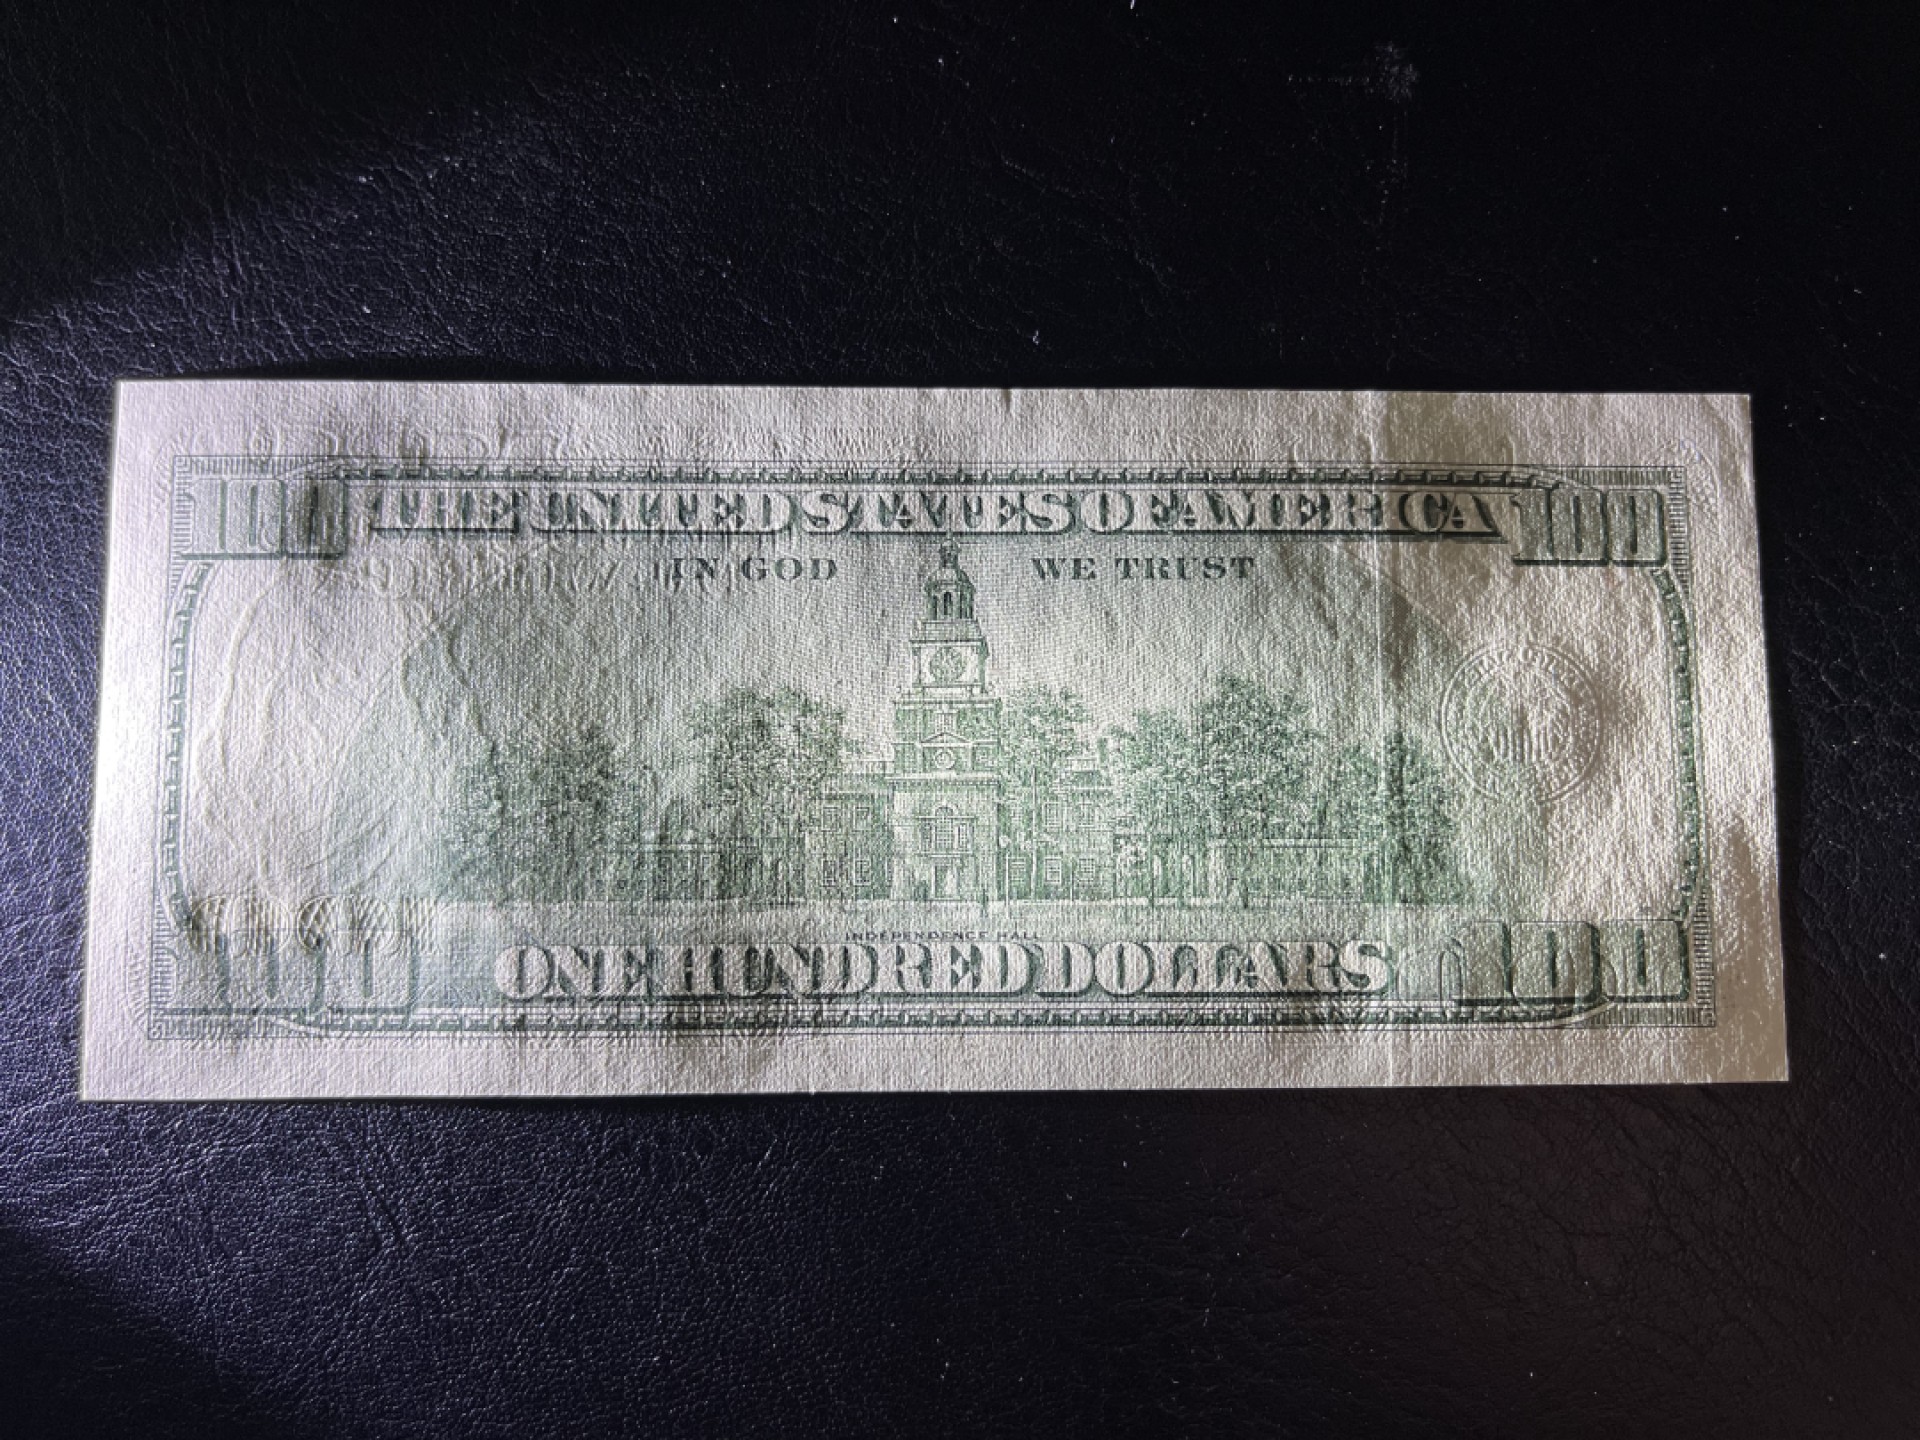 100 THE UNITED STATES OF AMERICA 100
IN GOD WE TRUST
INDEPENDENCE HALL
100 ONE HUNDRED DOLLARS 100